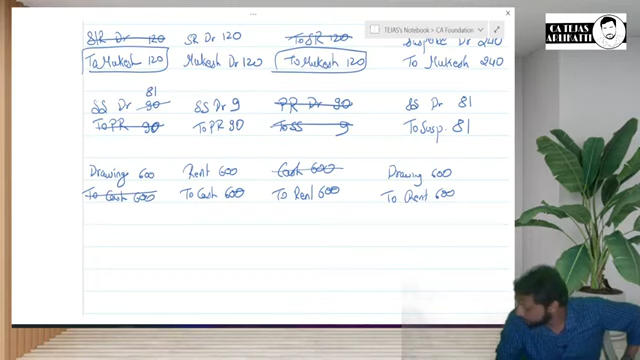 SIR Dr 120 SR Dr 120 To SR 120 Suspense Dr 240
To Mukesh 120 Mukesh Dr 120 To Mukesh 120 To Mukesh 240
81
SS Dr 90 SS Dr 9 PR Dr 90 SS Dr 81
To PR 90 To PR 90 To SS 9 To Susp. 81
Drawings 600 Rent 600 Cash 600 Drawing 600
To Cash 600 To Cash 600 To Rent 600 To Rent 600
TEJAS's Notebook > CA Foundation
CA TEJAS